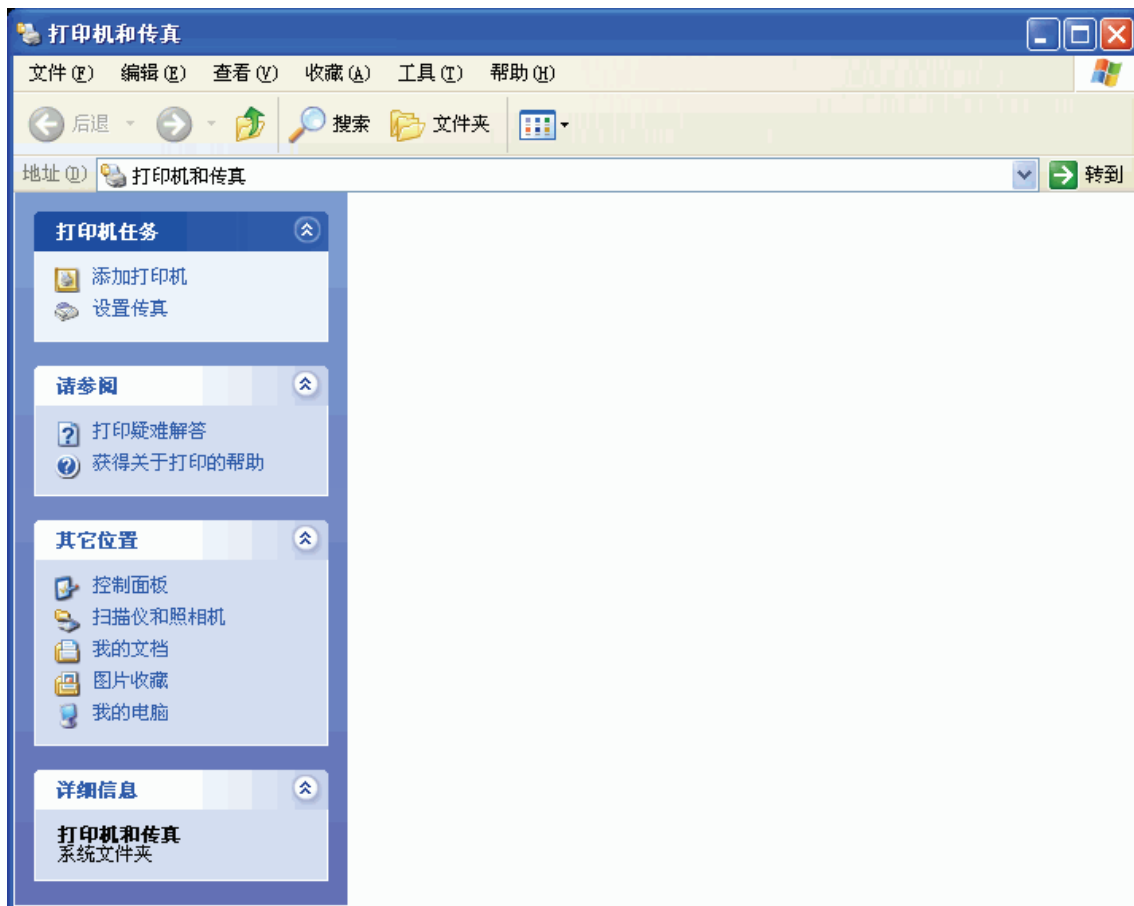 打印机和传真
文件(F) 编辑(E) 查看(V) 收藏(A) 工具(T) 帮助(H)
后退 搜索 文件夹
地址(D) 打印机和传真 转到
打印机任务
添加打印机
设置传真
请参阅
打印疑难解答
获得关于打印的帮助
其它位置
控制面板
扫描仪和照相机
我的文档
图片收藏
我的电脑
详细信息
打印机和传真
系统文件夹